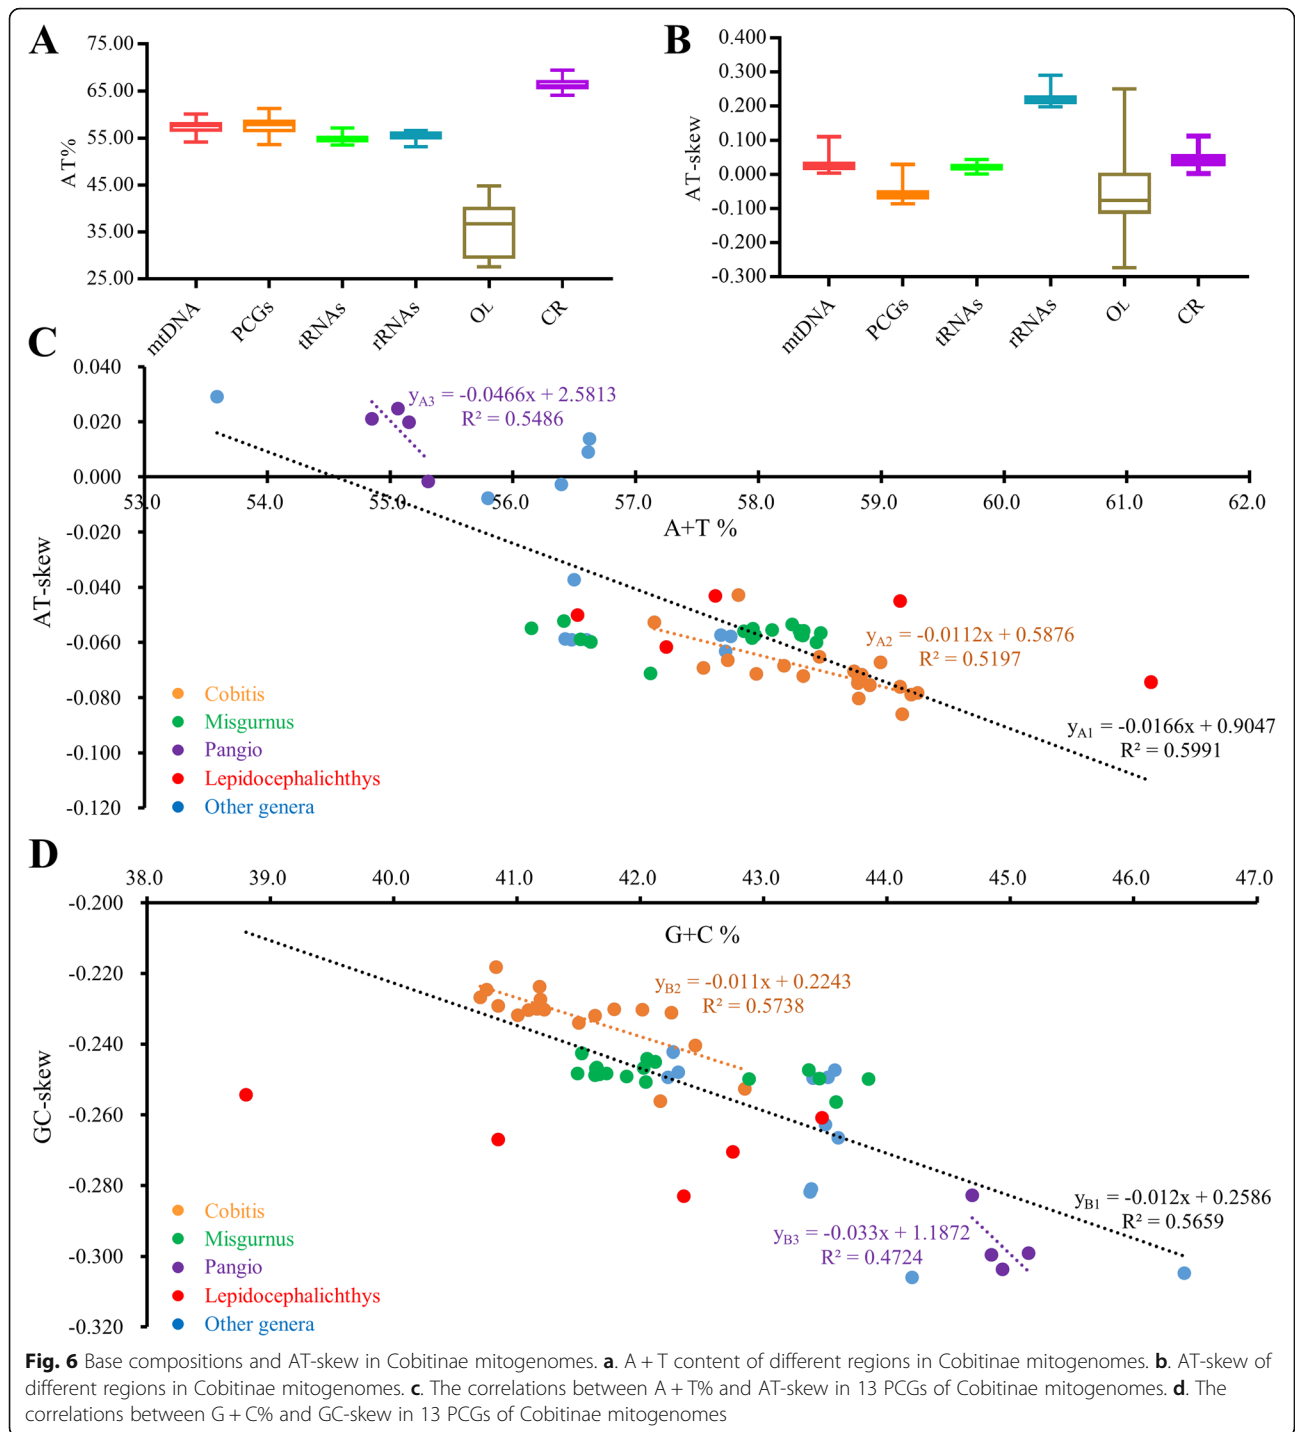 A
75.00
65.00
55.00
45.00
35.00
25.00
AT%
mtDNA
PCGs
tRNAs
rRNAs
OL
CR
B
0.400
0.300
0.200
0.100
0.000
-0.100
-0.200
-0.300
AT-skew
mtDNA
PCGs
tRNAs
rRNAs
OL
CR
C
0.040
0.020
0.000
-0.020
-0.040
-0.060
-0.080
-0.100
-0.120
AT-skew
53.0 54.0 55.0 56.0 57.0 58.0 59.0 60.0 61.0 62.0
A+T %
yA3 = -0.0466x + 2.5813
R² = 0.5486
yA2 = -0.0112x + 0.5876
R² = 0.5197
yA1 = -0.0166x + 0.9047
R² = 0.5991
Cobitis
Misgurnus
Pangio
Lepidocephalichthys
Other genera
D
38.0 39.0 40.0 41.0 42.0 43.0 44.0 45.0 46.0 47.0
G+C %
-0.200
-0.220
-0.240
-0.260
-0.280
-0.300
-0.320
GC-skew
yB2 = -0.011x + 0.2243
R² = 0.5738
yB1 = -0.012x + 0.2586
R² = 0.5659
yB3 = -0.033x + 1.1872
R² = 0.4724
Cobitis
Misgurnus
Pangio
Lepidocephalichthys
Other genera
Fig. 6 Base compositions and AT-skew in Cobitinae mitogenomes. a. A + T content of different regions in Cobitinae mitogenomes. b. AT-skew of
different regions in Cobitinae mitogenomes. c. The correlations between A + T% and AT-skew in 13 PCGs of Cobitinae mitogenomes. d. The
correlations between G + C% and GC-skew in 13 PCGs of Cobitinae mitogenomes